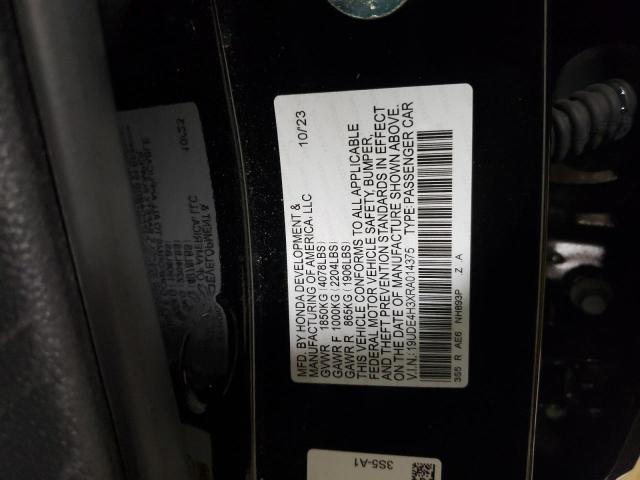 MFD. BY HONDA DEVELOPMENT &
MANUFACTURING OF AMERICA, LLC 10/23
GVWR 1850KG(4078LBS)
GAWR F 1000KG(2204LBS)
GAWR R 865KG(1906LBS)
THIS VEHICLE CONFORMS TO ALL APPLICABLE
FEDERAL MOTOR VEHICLE SAFETY, BUMPER,
AND THEFT PREVENTION STANDARDS IN EFFECT
ON THE DATE OF MANUFACTURE SHOWN ABOVE.
V.I.N.:19UDE4H3XRA014375 TYPE:PASSENGER CAR
3S5 R AE6 NH893P Z A
3S5-A1